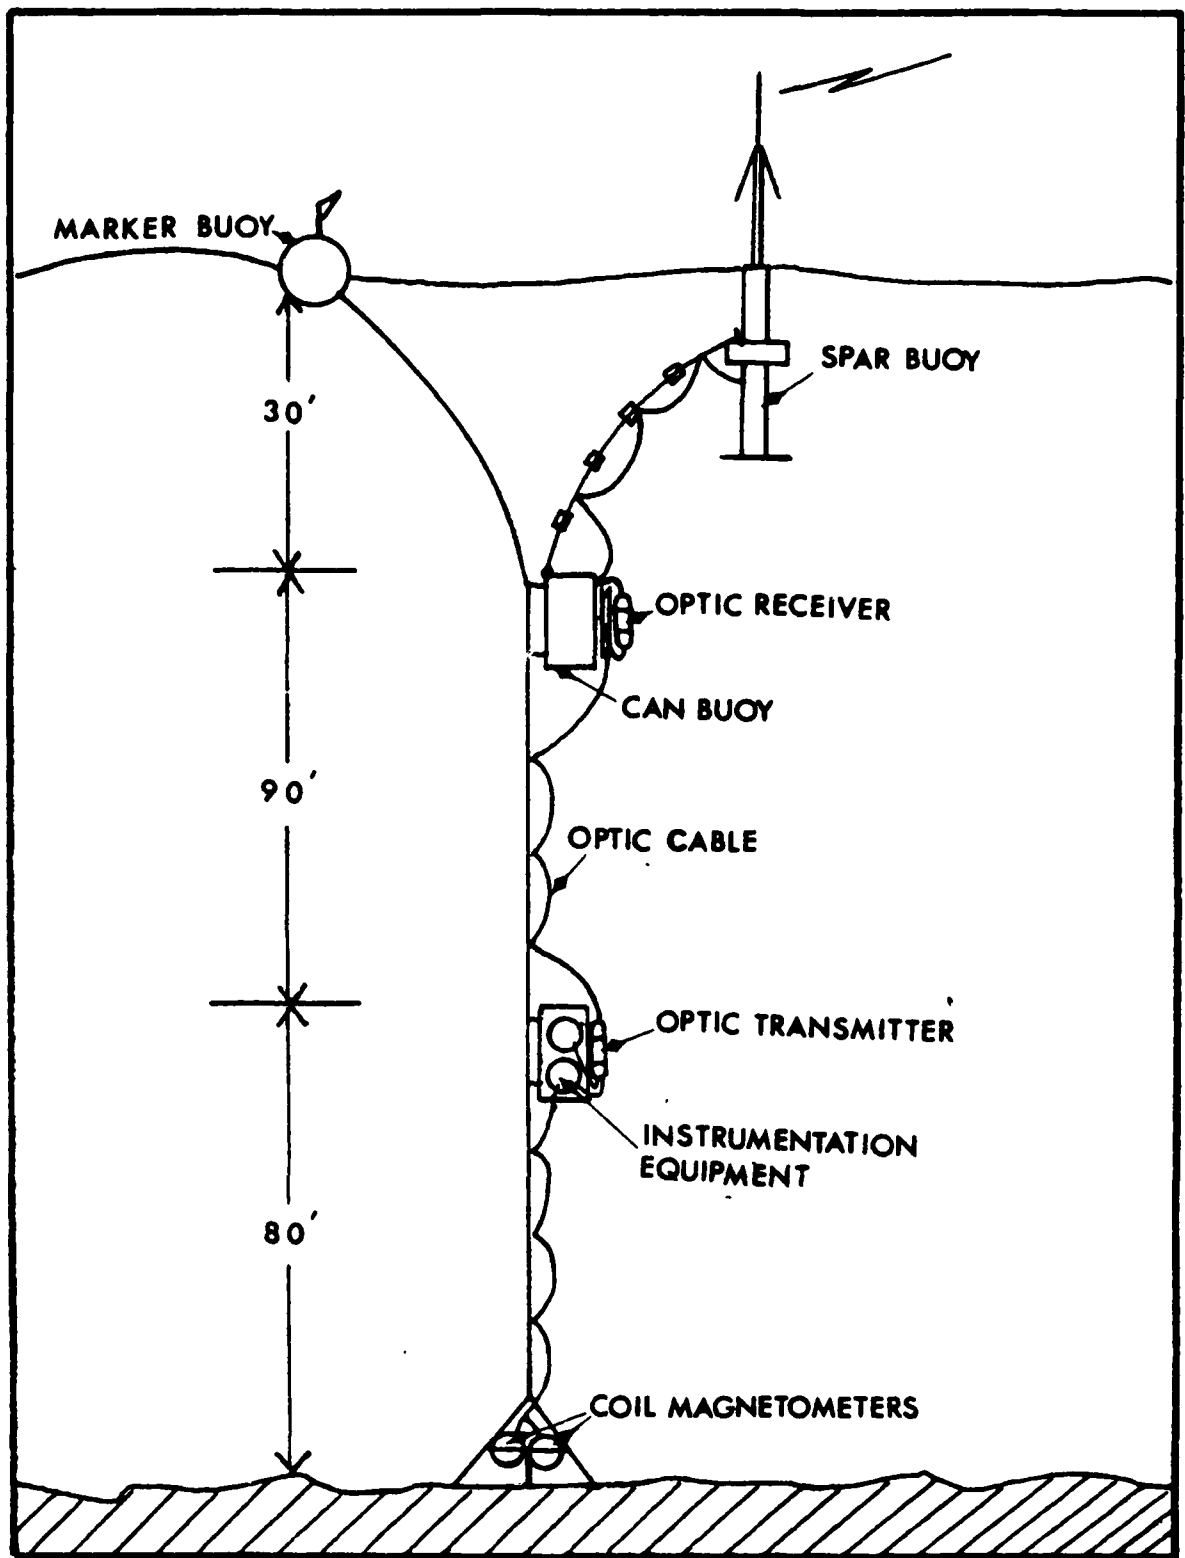 MARKER BUOY
30'
SPAR BUOY
OPTIC RECEIVER
CAN BUOY
90'
OPTIC CABLE
OPTIC TRANSMITTER
INSTRUMENTATION
EQUIPMENT
80'
COIL MAGNETOMETERS